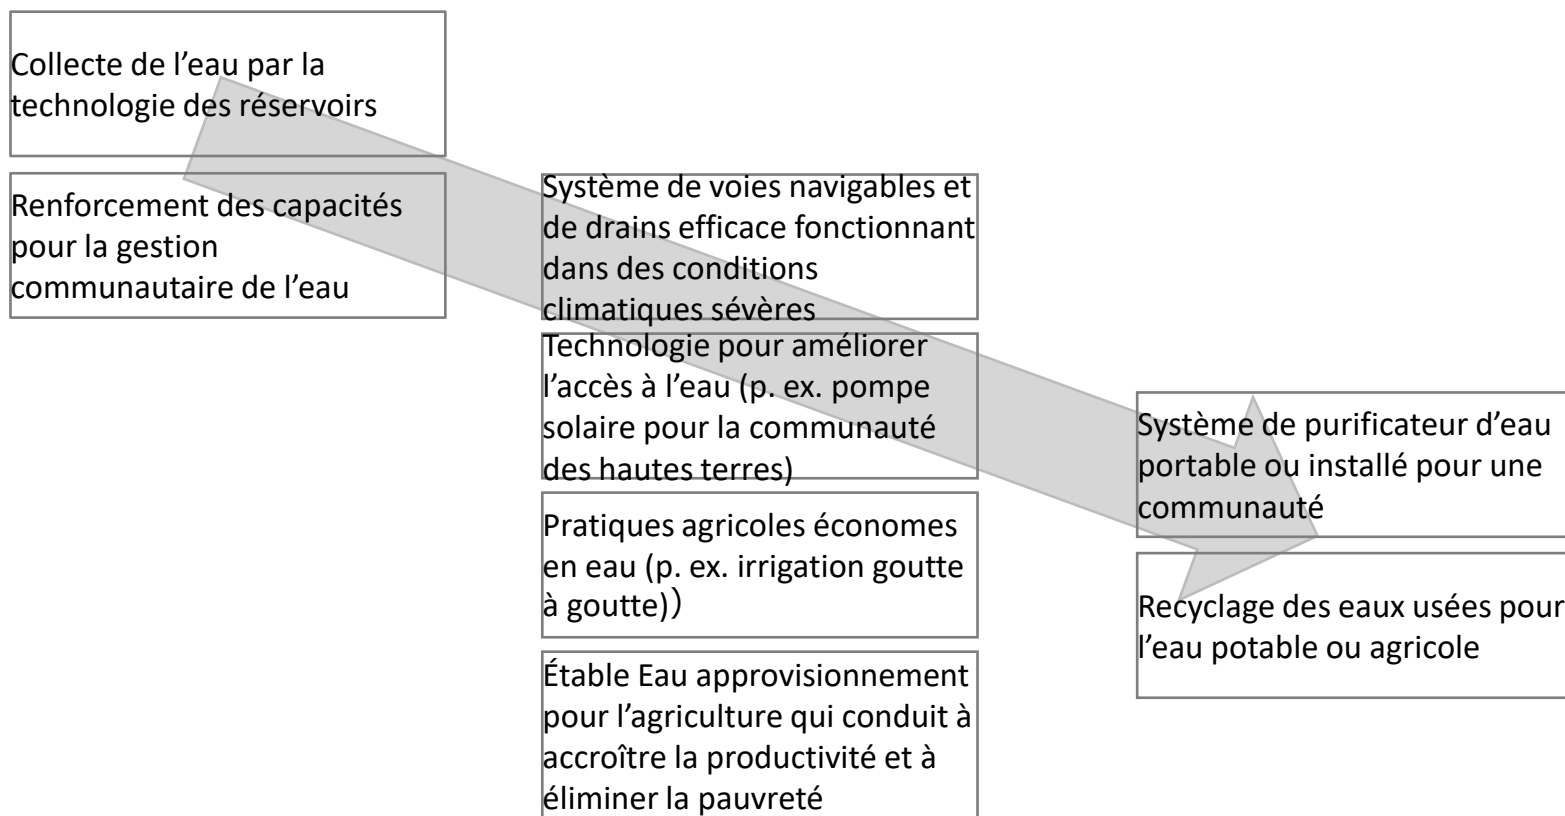 Collecte de l’eau par la
technologie des réservoirs
Renforcement des capacités
pour la gestion
communautaire de l’eau
Système de voies navigables et
de drains efficace fonctionnant
dans des conditions
climatiques sévères
Technologie pour améliorer
l’accès à l’eau (p. ex. pompe
solaire pour la communauté
des hautes terres)
Pratiques agricoles économes
en eau (p. ex. irrigation goutte
à goutte)）
Étable Eau approvisionnement
pour l’agriculture qui conduit à
accroître la productivité et à
éliminer la pauvreté
Système de purificateur d’eau
portable ou installé pour une
communauté
Recyclage des eaux usées pour
l’eau potable ou agricole